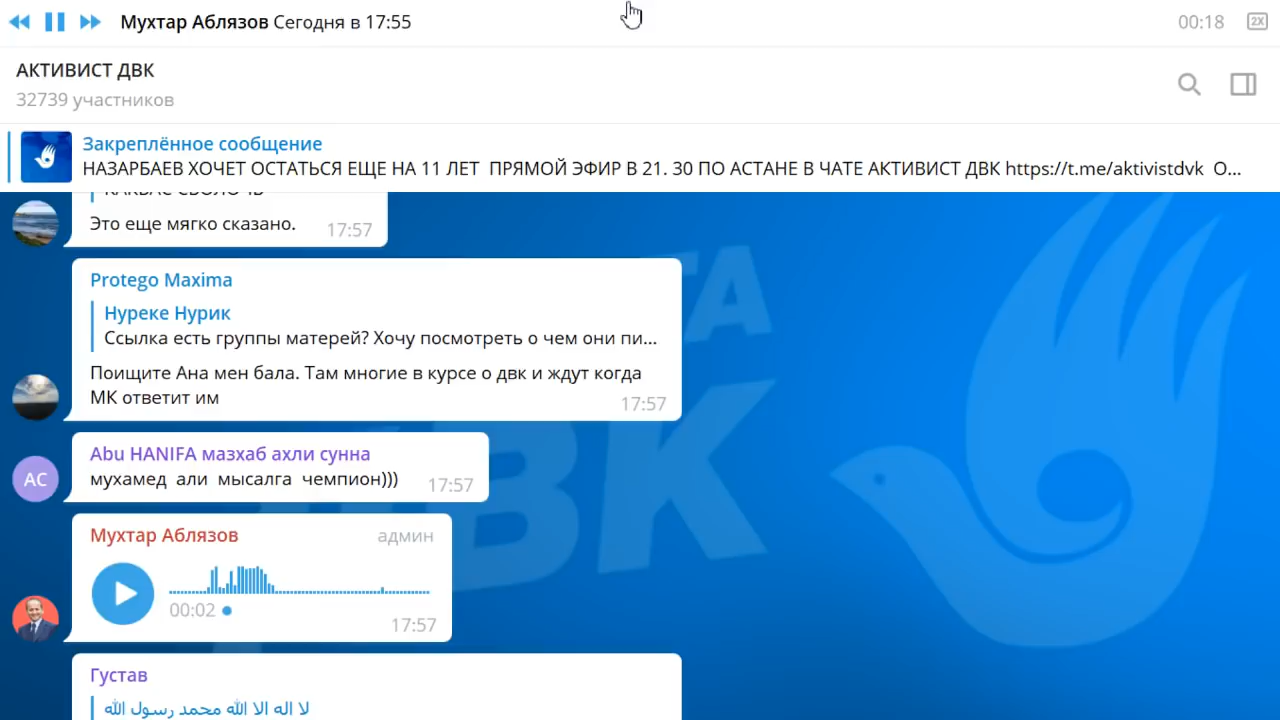 Мухтар Аблязов Сегодня в 17:55
00:18
2X
АКТИВИСТ ДВК
32739 участников
Закреплённое сообщение
НАЗАРБАЕВ ХОЧЕТ ОСТАТЬСЯ ЕЩЕ НА 11 ЛЕТ ПРЯМОЙ ЭФИР В 21. 30 ПО АСТАНЕ В ЧАТЕ АКТИВИСТ ДВК https://t.me/aktivistdvk О...
Это еще мягко сказано.
17:57
Protego Maxima
Нуреке Нурик
Ссылка есть группы матерей? Хочу посмотреть о чем они пи...
Поищите Ана мен бала. Там многие в курсе о двк и ждут когда
МК ответит им
17:57
АС
Abu HANIFA мазхаб ахли сунна
мухамед али мысалга чемпион)))
17:57
Мухтар Аблязов
админ
00:02
17:57
Густав
لا اله الا الله محمد رسول الله